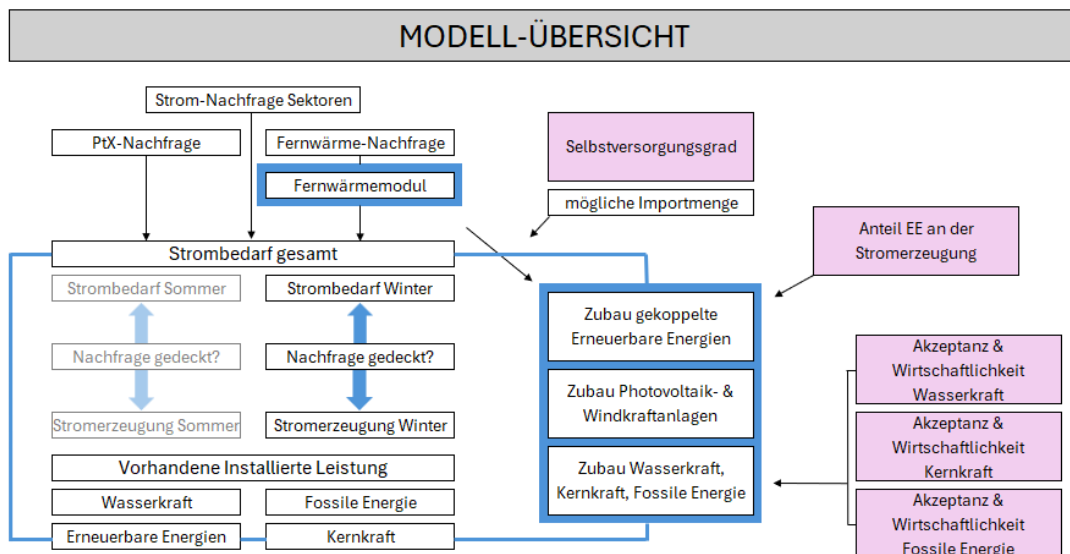 MODELL-ÜBERSICHT
Strom-Nachfrage Sektoren
PtX-Nachfrage
Fernwärme-Nachfrage
Fernwärmemodul
Selbstversorgungsgrad
mögliche Importmenge
Anteil EE an der
Stromerzeugung
Strombedarf gesamt
Strombedarf Sommer
Strombedarf Winter
Nachfrage gedeckt?
Nachfrage gedeckt?
Stromerzeugung Sommer
Stromerzeugung Winter
Vorhandene Installierte Leistung
Wasserkraft
Fossile Energie
Erneuerbare Energien
Kernkraft
Zubau gekoppelte
Erneuerbare Energien
Zubau Photovoltaik- &
Windkraftanlagen
Zubau Wasserkraft,
Kernkraft, Fossile Energie
Akzeptanz &
Wirtschaftlichkeit
Wasserkraft
Akzeptanz &
Wirtschaftlichkeit
Kernkraft
Akzeptanz &
Wirtschaftlichkeit
Fossile Energie